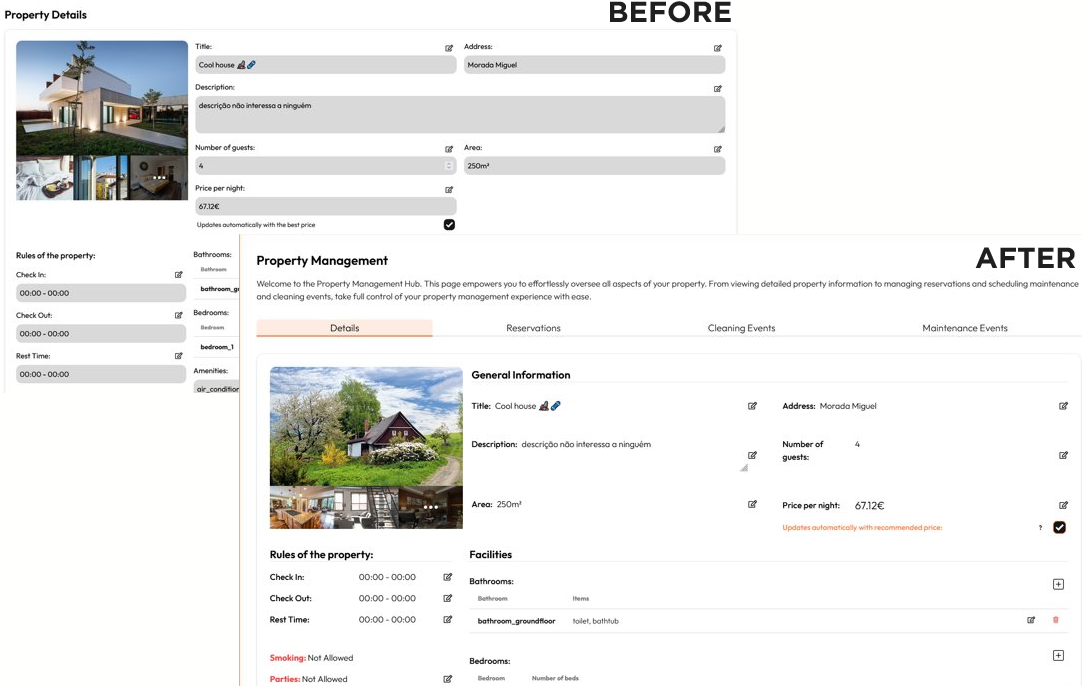 BEFORE
Property Details
Title:
Cool house
Address:
Morada Miguel
Description:
descrição não interessa a ninguém
Number of guests:
4
Area:
250m²
Price per night:
67.12€
Updates automatically with the best price
Rules of the property:
Check In:
00:00 - 00:00
Check Out:
00:00 - 00:00
Rest Time:
00:00 - 00:00
Bathrooms:
Bathroom
bathroom_g
Bedrooms:
Bedroom
bedroom_1
Amenities:
air_condition
AFTER
Property Management
Welcome to the Property Management Hub. This page empowers you to effortlessly oversee all aspects of your property. From viewing detailed property information to managing reservations and scheduling maintenance
and cleaning events, take full control of your property management experience with ease.
Details Reservations Cleaning Events Maintenance Events
General Information
Title: Cool house
Address: Morada Miguel
Description: descrição não interessa a ninguém
Number of
guests:
4
Area: 250m²
Price per night: 67.12€
Updates automatically with recommended price: ?
Rules of the property:
Check In: 00:00 - 00:00
Check Out: 00:00 - 00:00
Rest Time: 00:00 - 00:00
Smoking: Not Allowed
Parties: Not Allowed
Facilities
Bathrooms:
Bathroom Items
bathroom_groundfloor toilet, bathtub
Bedrooms:
Bedroom Number of beds